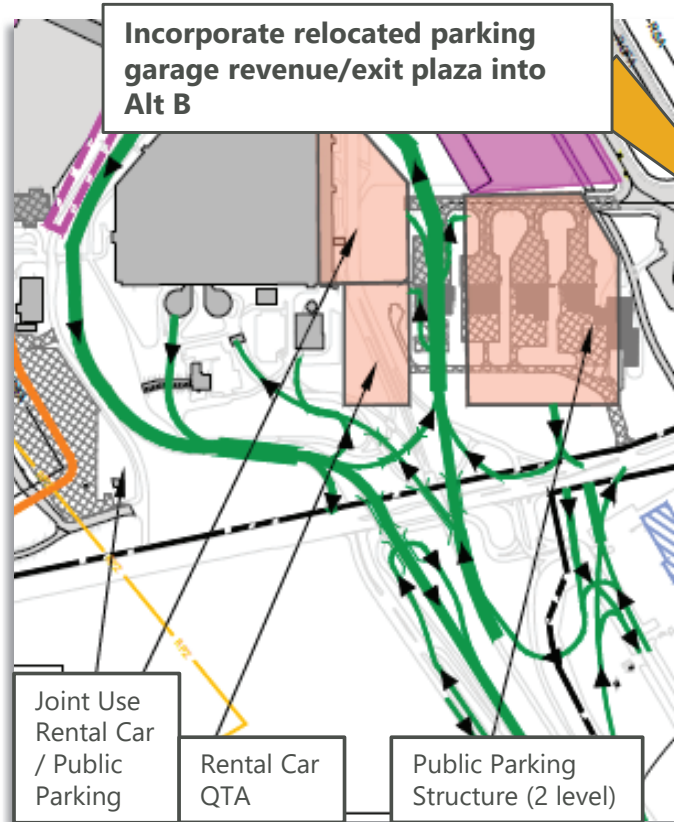 Incorporate relocated parking
garage revenue/exit plaza into
Alt B
Joint Use
Rental Car
/ Public
Parking
Rental Car
QTA
Public Parking
Structure (2 level)